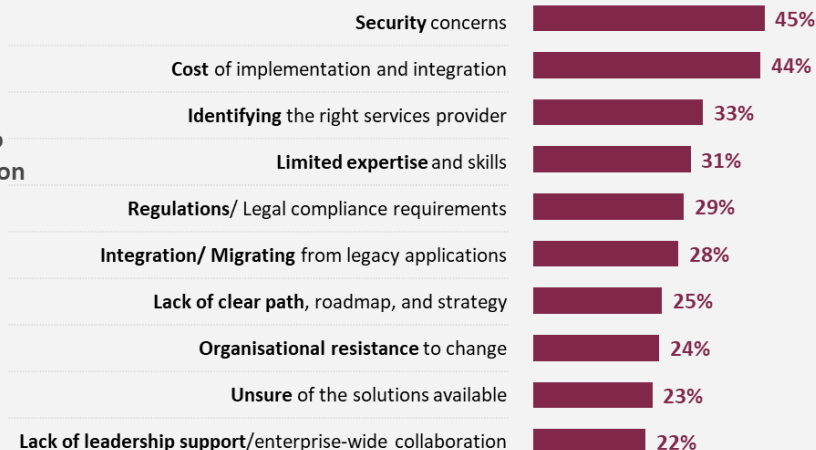 Security concerns 45%
Cost of implementation and integration 44%
Identifying the right services provider 33%
on
Limited expertise and skills 31%
Regulations/ Legal compliance requirements 29%
Integration/ Migrating from legacy applications 28%
Lack of clear path, roadmap, and strategy 25%
Organisational resistance to change 24%
Unsure of the solutions available 23%
Lack of leadership support/enterprise-wide collaboration 22%